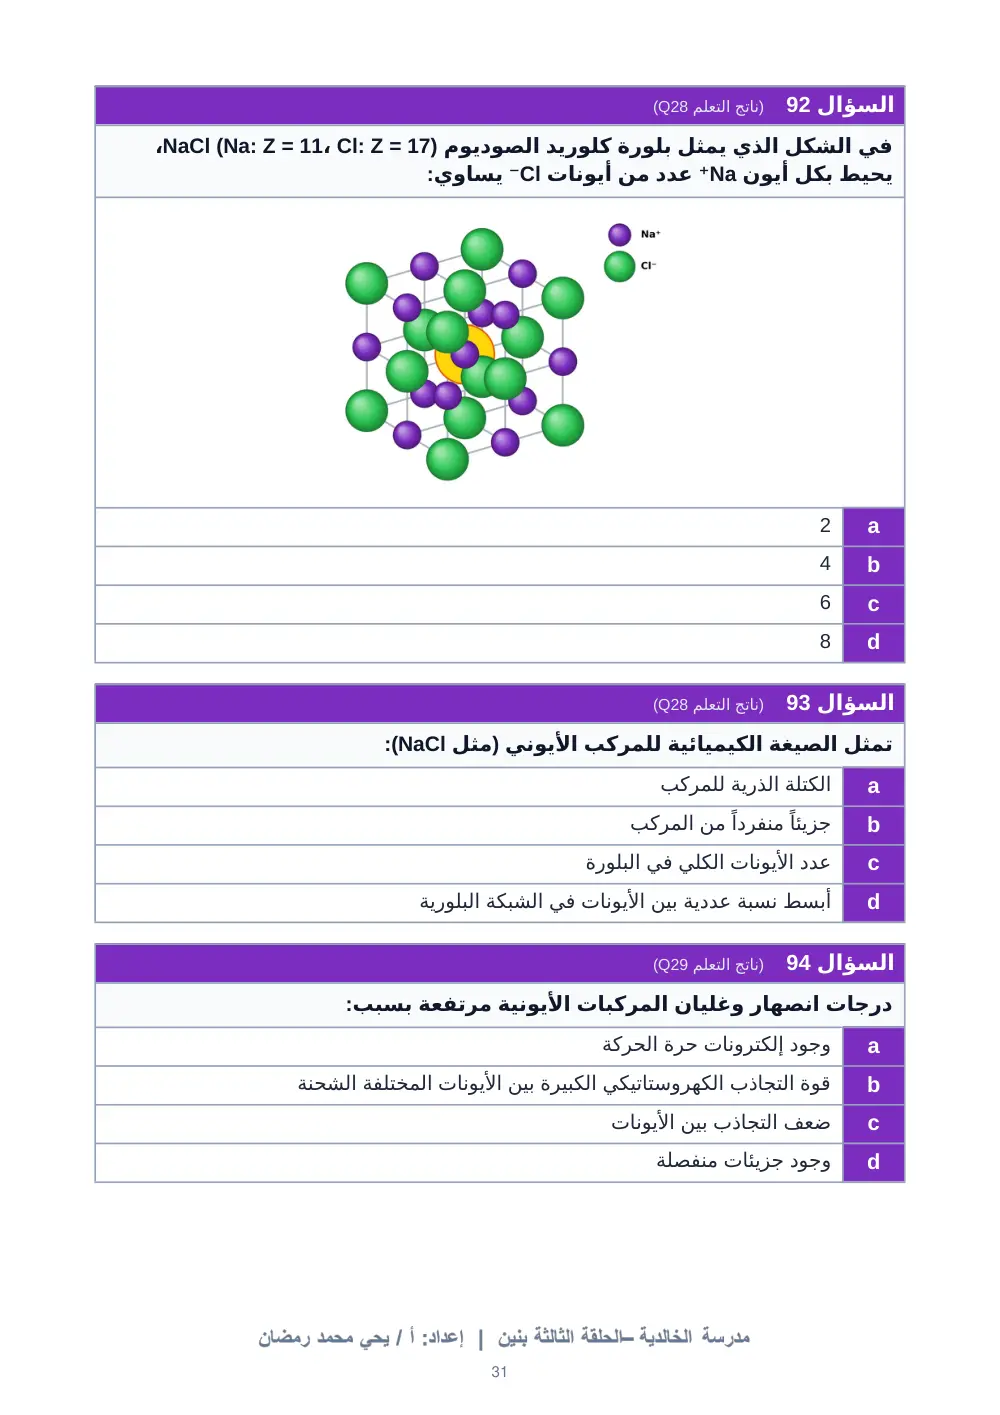 السؤال 92 (ناتج التعلم Q28)
في الشكل الذي يمثل بلورة كلوريد الصوديوم NaCl (Na: Z = 11، Cl: Z = 17)،
يحيط بكل أيون Na⁺ عدد من أيونات Cl⁻ يساوي:
Na⁺
Cl⁻
a 2
b 4
c 6
d 8
السؤال 93 (ناتج التعلم Q28)
تمثل الصيغة الكيميائية للمركب الأيوني (مثل NaCl):
a الكتلة الذرية للمركب
b جزيئاً منفرداً من المركب
c عدد الأيونات الكلي في البلورة
d أبسط نسبة عددية بين الأيونات في الشبكة البلورية
السؤال 94 (ناتج التعلم Q29)
درجات انصهار وغليان المركبات الأيونية مرتفعة بسبب:
a وجود إلكترونات حرة الحركة
b قوة التجاذب الكهروستاتيكي الكبيرة بين الأيونات المختلفة الشحنة
c ضعف التجاذب بين الأيونات
d وجود جزيئات منفصلة
مدرسة الخالدية –الحلقة الثالثة بنين | إعداد: أ / يحي محمد رمضان
31